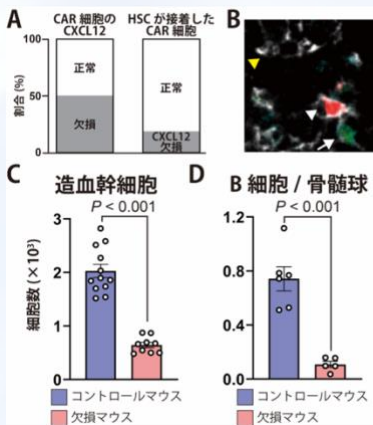 A
CAR 細胞の
CXCL12
HSC が接着した
CAR 細胞
割合 (%)
100
50
0
正常
欠損
正常
CXCL12
欠損
B
C
造血幹細胞
P < 0.001
細胞数 (×10³)
3
2
1
0
D
B 細胞 / 骨髄球
P < 0.001
1.2
0.8
0.4
0.0
コントロールマウス
欠損マウス
コントロールマウス
欠損マウス